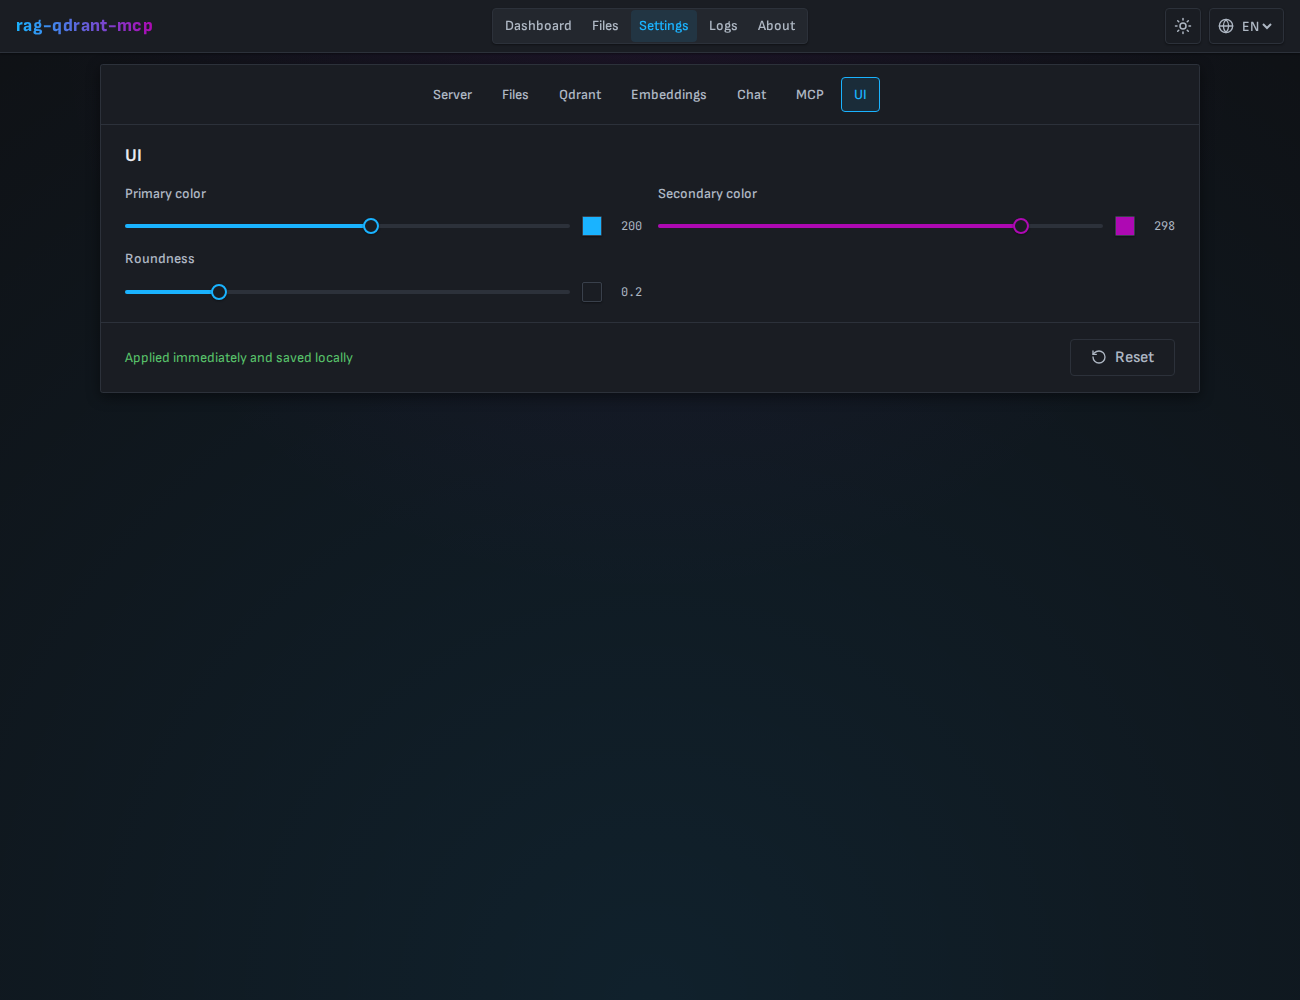 rag-qdrant-mcp
Dashboard Files Settings Logs About
EN
Server Files Qdrant Embeddings Chat MCP UI
UI
Primary color
200
Secondary color
298
Roundness
0.2
Applied immediately and saved locally
Reset